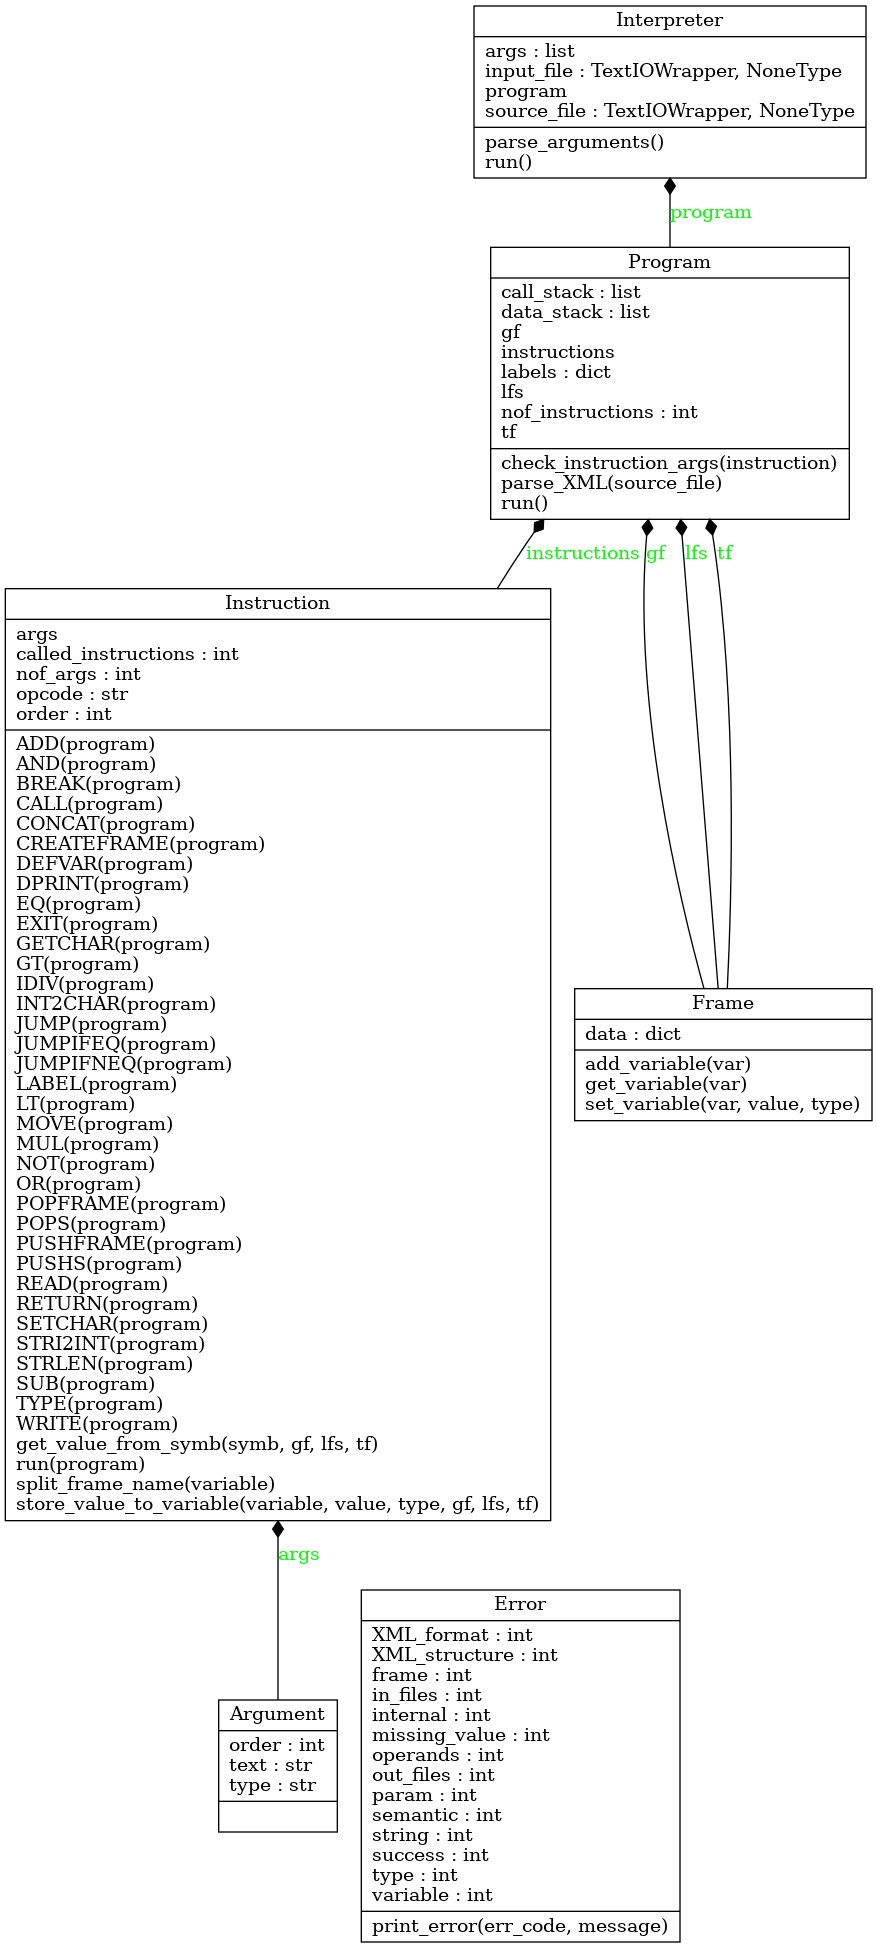 Interpreter
args : list
input_file : TextIOWrapper, NoneType
program
source_file : TextIOWrapper, NoneType
parse_arguments()
run()
program
Program
call_stack : list
data_stack : list
gf
instructions
labels : dict
lfs
nof_instructions : int
tf
check_instruction_args(instruction)
parse_XML(source_file)
run()
instructions gf lfs tf
Instruction
args
called_instructions : int
nof_args : int
opcode : str
order : int
ADD(program)
AND(program)
BREAK(program)
CALL(program)
CONCAT(program)
CREATEFRAME(program)
DEFVAR(program)
DPRINT(program)
EQ(program)
EXIT(program)
GETCHAR(program)
GT(program)
IDIV(program)
INT2CHAR(program)
JUMP(program)
JUMPIFEQ(program)
JUMPIFNEQ(program)
LABEL(program)
LT(program)
MOVE(program)
MUL(program)
NOT(program)
OR(program)
POPFRAME(program)
POPS(program)
PUSHFRAME(program)
PUSHS(program)
READ(program)
RETURN(program)
SETCHAR(program)
STRI2INT(program)
STRLEN(program)
SUB(program)
TYPE(program)
WRITE(program)
get_value_from_symb(symb, gf, lfs, tf)
run(program)
split_frame_name(variable)
store_value_to_variable(variable, value, type, gf, lfs, tf)
Frame
data : dict
add_variable(var)
get_variable(var)
set_variable(var, value, type)
args
Argument
order : int
text : str
type : str
Error
XML_format : int
XML_structure : int
frame : int
in_files : int
internal : int
missing_value : int
operands : int
out_files : int
param : int
semantic : int
string : int
success : int
type : int
variable : int
print_error(err_code, message)